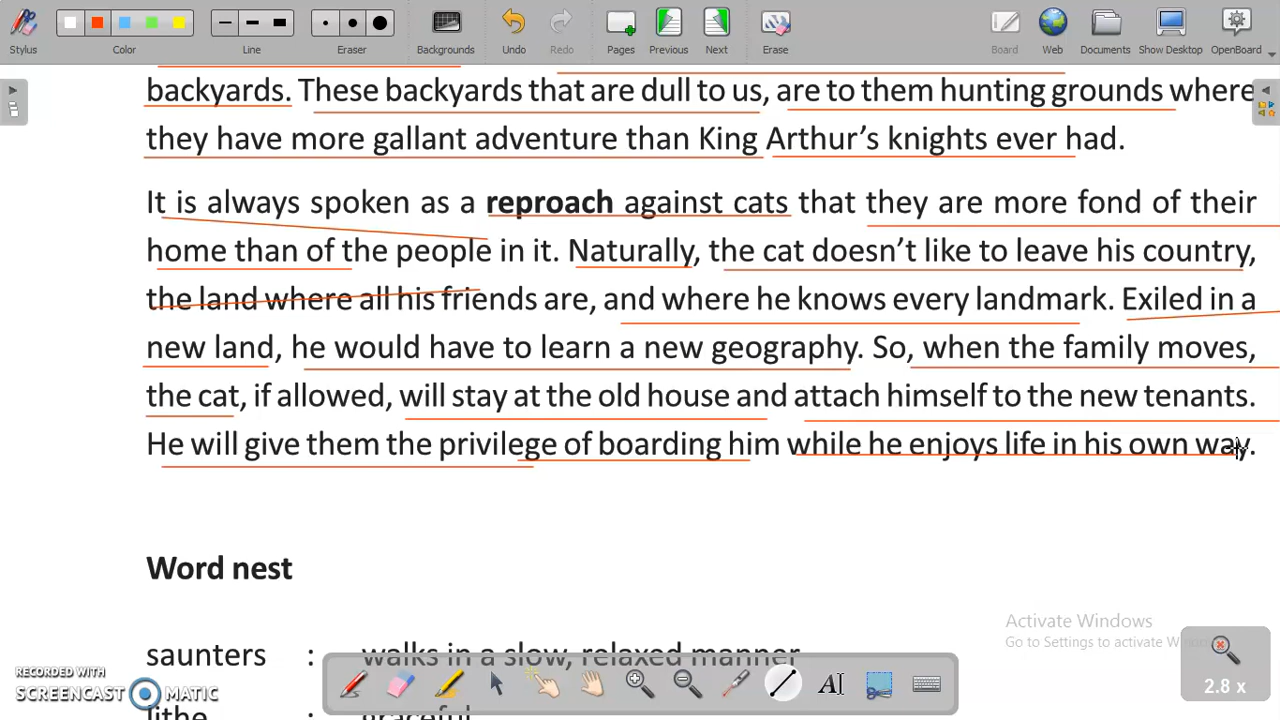 Stylus Color Line Eraser Backgrounds Undo Redo Pages Previous Next Erase Board Web Documents Show Desktop OpenBoard
backyards. These backyards that are dull to us, are to them hunting grounds where
they have more gallant adventure than King Arthur’s knights ever had.
It is always spoken as a reproach against cats that they are more fond of their
home than of the people in it. Naturally, the cat doesn’t like to leave his country,
the land where all his friends are, and where he knows every landmark. Exiled in a
new land, he would have to learn a new geography. So, when the family moves,
the cat, if allowed, will stay at the old house and attach himself to the new tenants.
He will give them the privilege of boarding him while he enjoys life in his own way.
Word nest
Activate Windows
Go to Settings to activate
saunters : walks in a slow, relaxed manner
RECORDED WITH
SCREENCAST MATIC
2.8 x
lithe : graceful